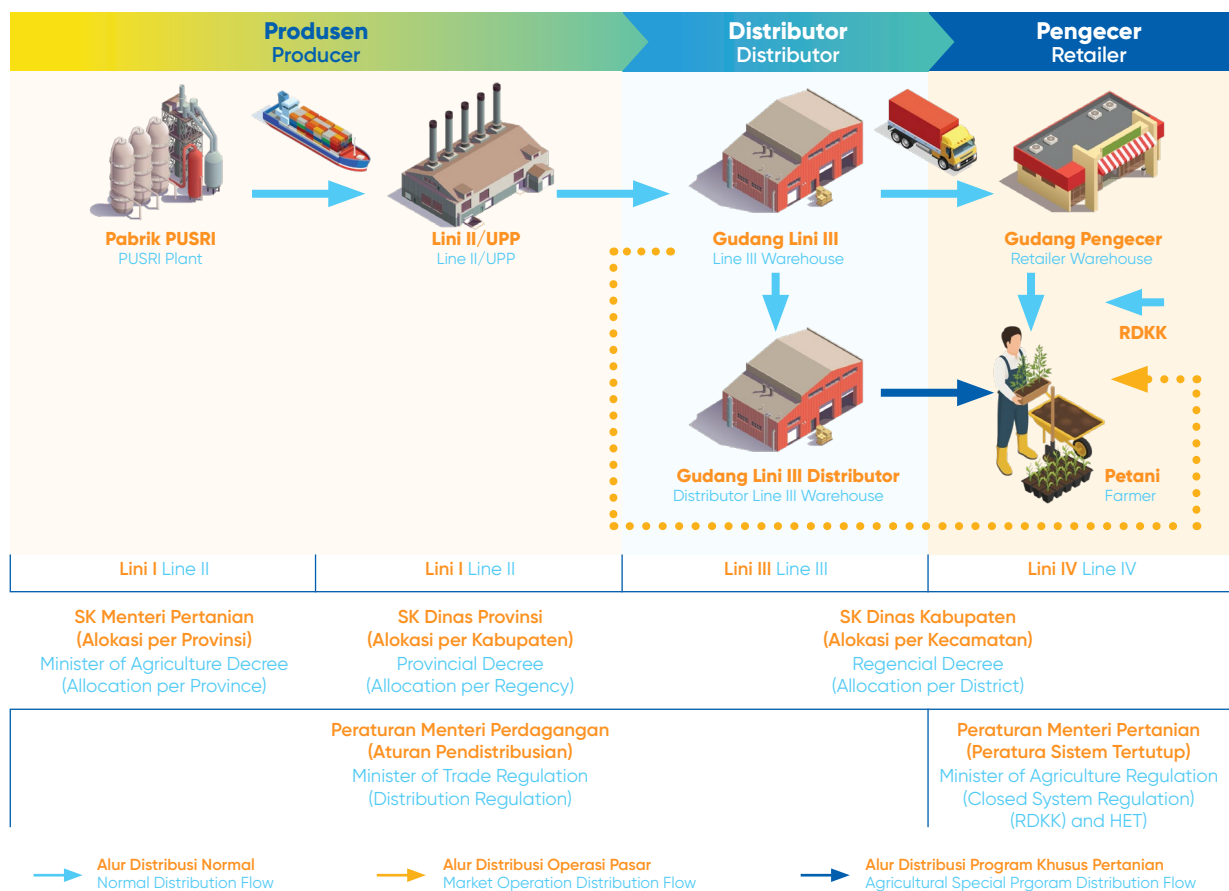 Produsen
Producer
Distributor
Distributor
Pengecer
Retailer
Pabrik PUSRI
PUSRI Plant
Lini II/UPP
Line II/UPP
Gudang Lini III
Line III Warehouse
Gudang Pengecer
Retailer Warehouse
RDKK
Gudang Lini III Distributor
Distributor Line III Warehouse
Petani
Farmer
Lini I Line II
Lini I Line II
Lini III Line III
Lini IV Line IV
SK Menteri Pertanian
(Alokasi per Provinsi)
Minister of Agriculture Decree
(Allocation per Province)
SK Dinas Provinsi
(Alokasi per Kabupaten)
Provincial Decree
(Allocation per Regency)
SK Dinas Kabupaten
(Alokasi per Kecamatan)
Regencial Decree
(Allocation per District)
Peraturan Menteri Perdagangan
(Aturan Pendistribusian)
Minister of Trade Regulation
(Distribution Regulation)
Peraturan Menteri Pertanian
(Peratura Sistem Tertutup)
Minister of Agriculture Regulation
(Closed System Regulation)
(RDKK) and HET)
Alur Distribusi Normal
Normal Distribution Flow
Alur Distribusi Operasi Pasar
Market Operation Distribution Flow
Alur Distribusi Program Khusus Pertanian
Agricultural Special Prgoram Distribution Flow